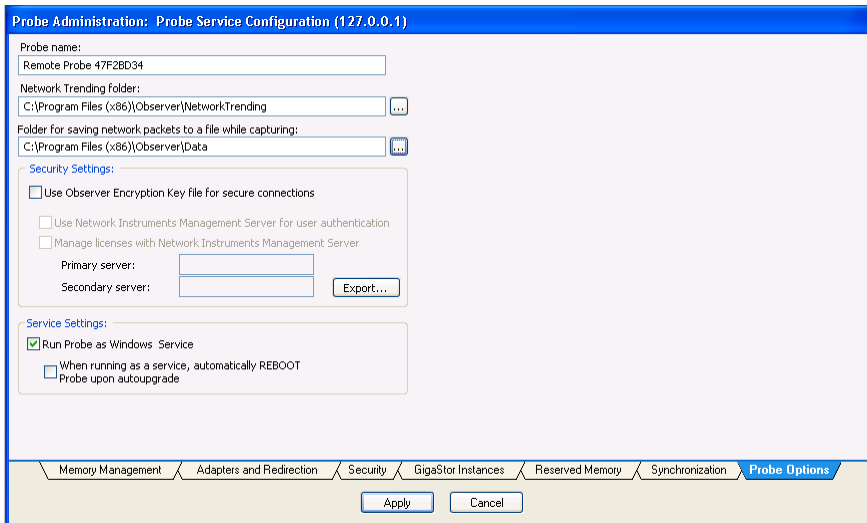 Probe Administration: Probe Service Configuration (127.0.0.1)
Probe name:
Remote Probe 47F2BD34
Network Trending folder:
C:\Program Files (x86)\Observer\NetworkTrending
...
Folder for saving network packets to a file while capturing:
C:\Program Files (x86)\Observer\Data
...
Security Settings:
Use Observer Encryption Key file for secure connections
Use Network Instruments Management Server for user authentication
Manage licenses with Network Instruments Management Server
Primary server:
Secondary server:
Export...
Service Settings:
Run Probe as Windows Service
When running as a service, automatically REBOOT
Probe upon autoupgrade
Memory Management Adapters and Redirection Security GigaStor Instances Reserved Memory Synchronization Probe Options
Apply Cancel